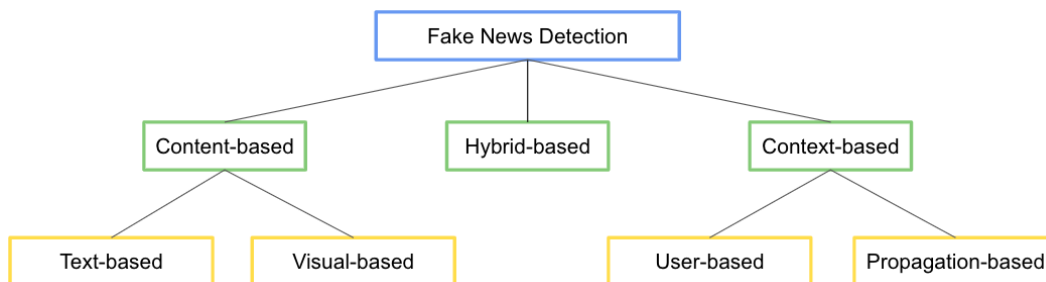 Fake News Detection
Content-based
Hybrid-based
Context-based
Text-based
Visual-based
User-based
Propagation-based